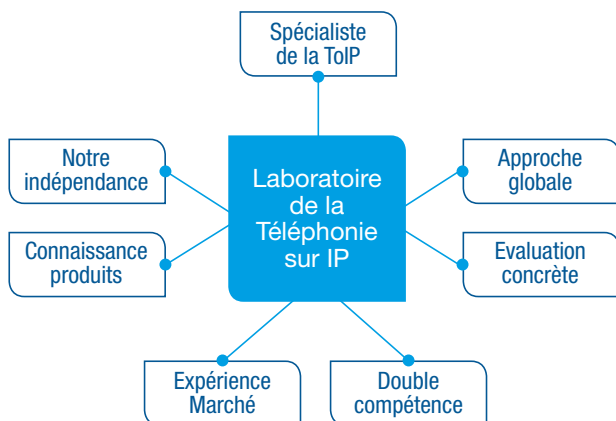 Spécialiste
de la ToIP
Notre
indépendance
Laboratoire
de la
Téléphonie
sur IP
Approche
globale
Connaissance
produits
Evaluation
concrète
Expérience
Marché
Double
compétence